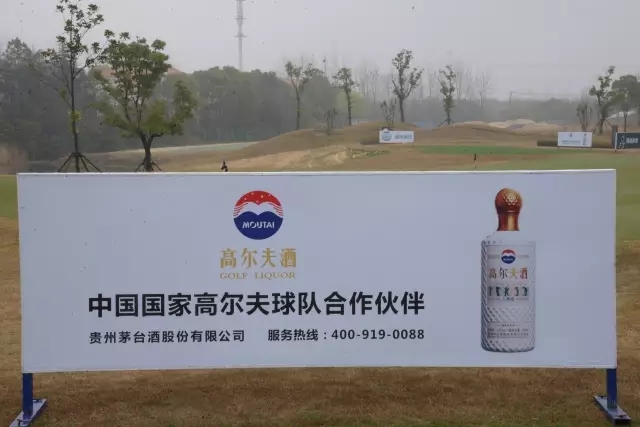 MOUTAI
高尔夫酒
GOLF LIQUOR
中国国家高尔夫球队合作伙伴
贵州茅台酒股份有限公司 服务热线：400-919-0088
MOUTAI
高尔夫酒